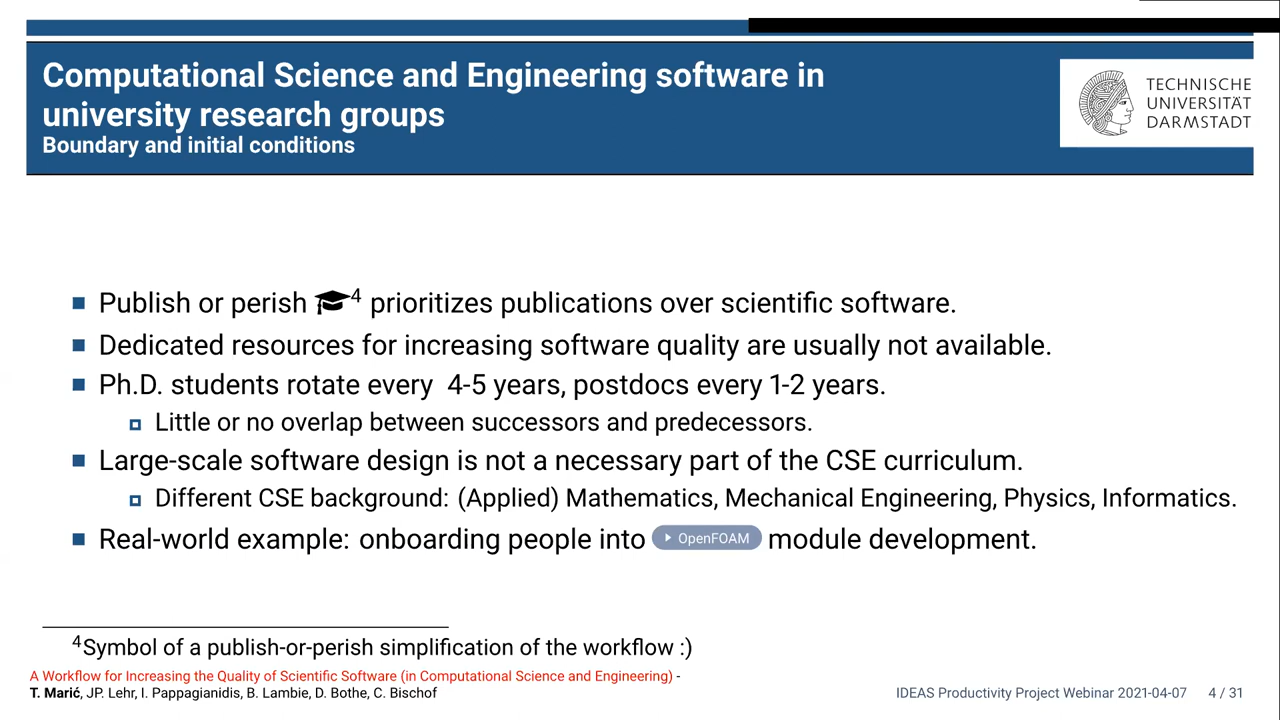 Computational Science and Engineering software in
university research groups
Boundary and initial conditions
TECHNISCHE
UNIVERSITÄT
DARMSTADT
Publish or perish 4 prioritizes publications over scientific software.
Dedicated resources for increasing software quality are usually not available.
Ph.D. students rotate every 4-5 years, postdocs every 1-2 years.
Little or no overlap between successors and predecessors.
Large-scale software design is not a necessary part of the CSE curriculum.
Different CSE background: (Applied) Mathematics, Mechanical Engineering, Physics, Informatics.
Real-world example: onboarding people into OpenFOAM module development.
4Symbol of a publish-or-perish simplification of the workflow :)
A Workflow for Increasing the Quality of Scientific Software (in Computational Science and Engineering) -
T. Marić, JP. Lehr, I. Pappagianidis, B. Lambie, D. Bothe, C. Bischof
IDEAS Productivity Project Webinar 2021-04-07 4 / 31